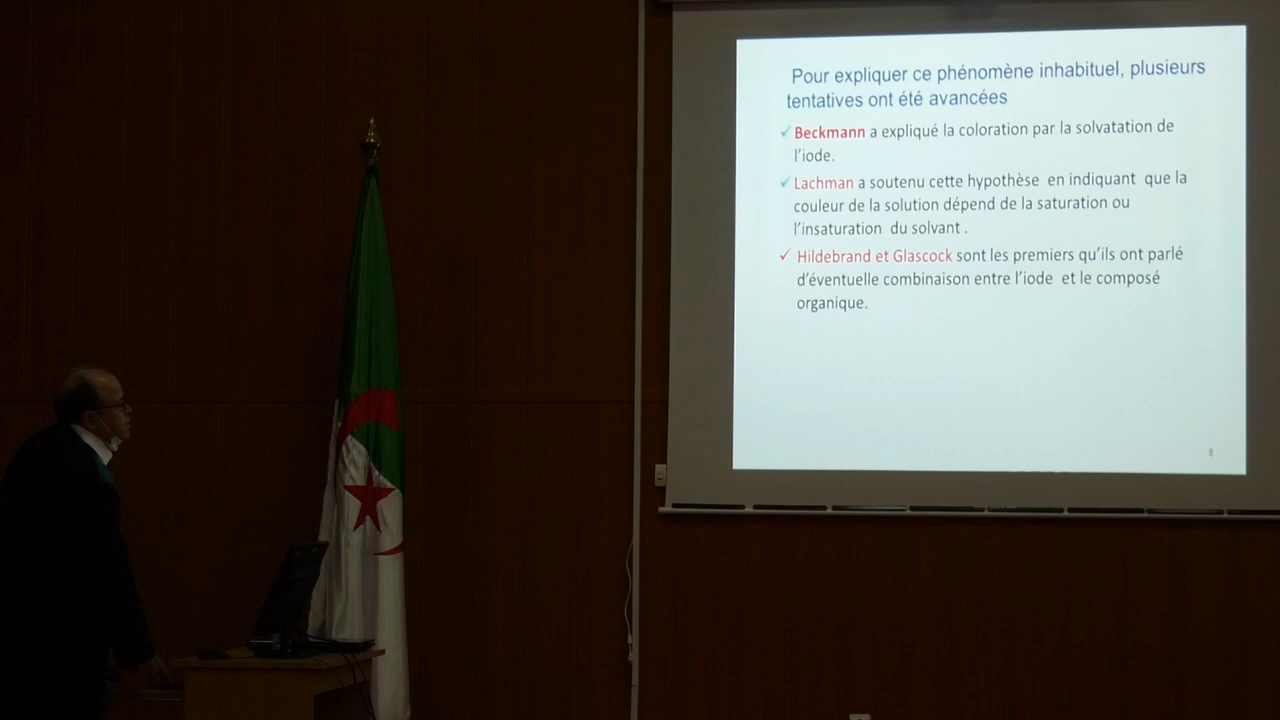 Pour expliquer ce phénomène inhabituel, plusieurs
tentatives ont été avancées
✓ Beckmann a expliqué la coloration par la solvatation de
l'iode.
✓ Lachman a soutenu cette hypothèse en indiquant que la
couleur de la solution dépend de la saturation ou
l'insaturation du solvant .
✓ Hildebrand et Glascock sont les premiers qu'ils ont parlé
d'éventuelle combinaison entre l'iode et le composé
organique.
8